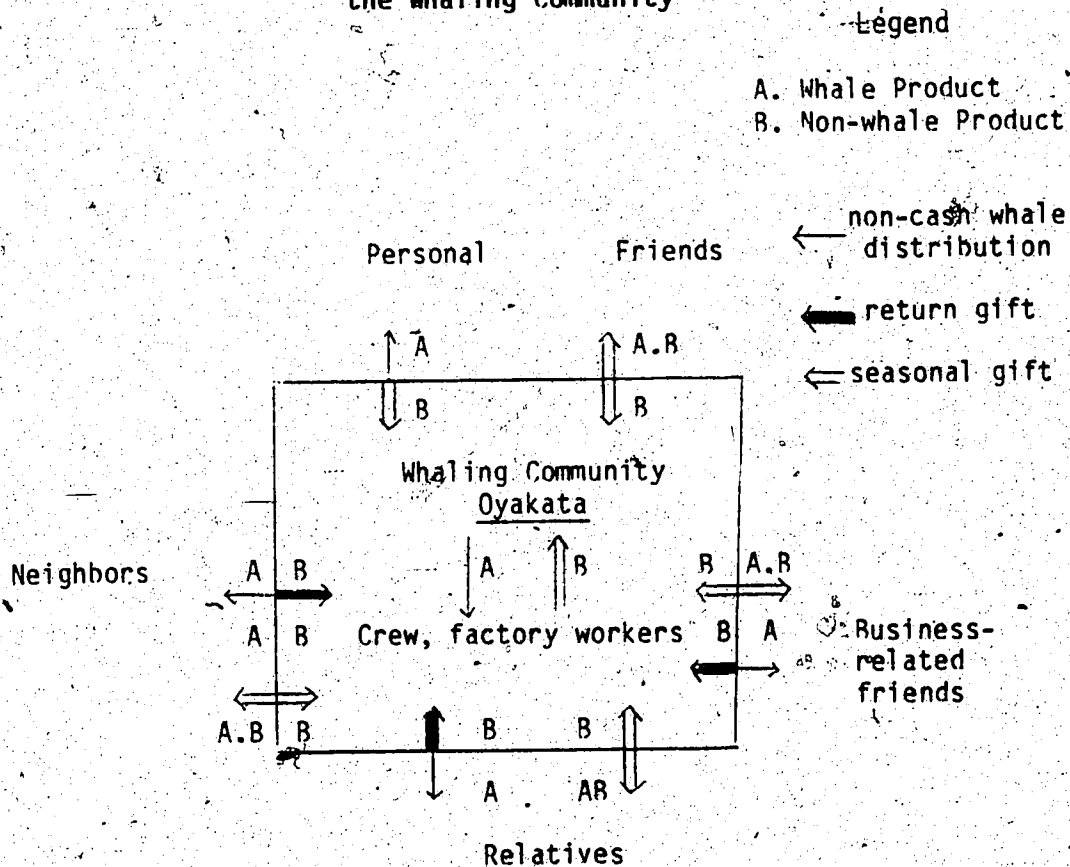 the Whaling Community
Légend
A. Whale Product
B. Non-whale Product
non-cash whale
distribution
return gift
seasonal gift
Personal Friends
A A.B
B B
Whaling Community
Oyakata
Neighbors A B A B B A.B
A B Crew, factory workers B A Business-
related
friends
A.B B B B
A AB
Relatives